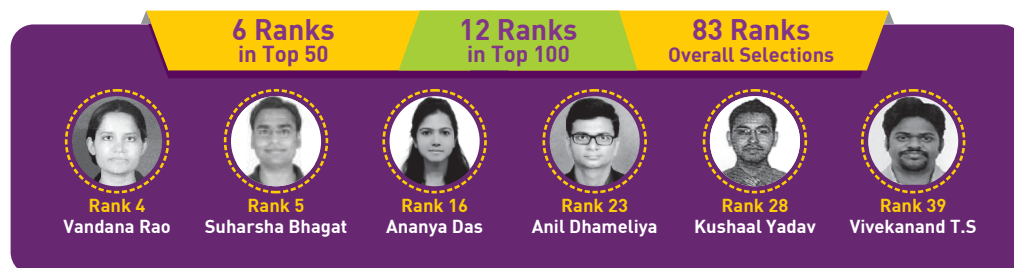 6 Ranks
in Top 50
12 Ranks
in Top 100
83 Ranks
Overall Selections
Rank 4
Vandana Rao
Rank 5
Suharsha Bhagat
Rank 16
Ananya Das
Rank 23
Anil Dhameliya
Rank 28
Kushaal Yadav
Rank 39
Vivekanand T.S